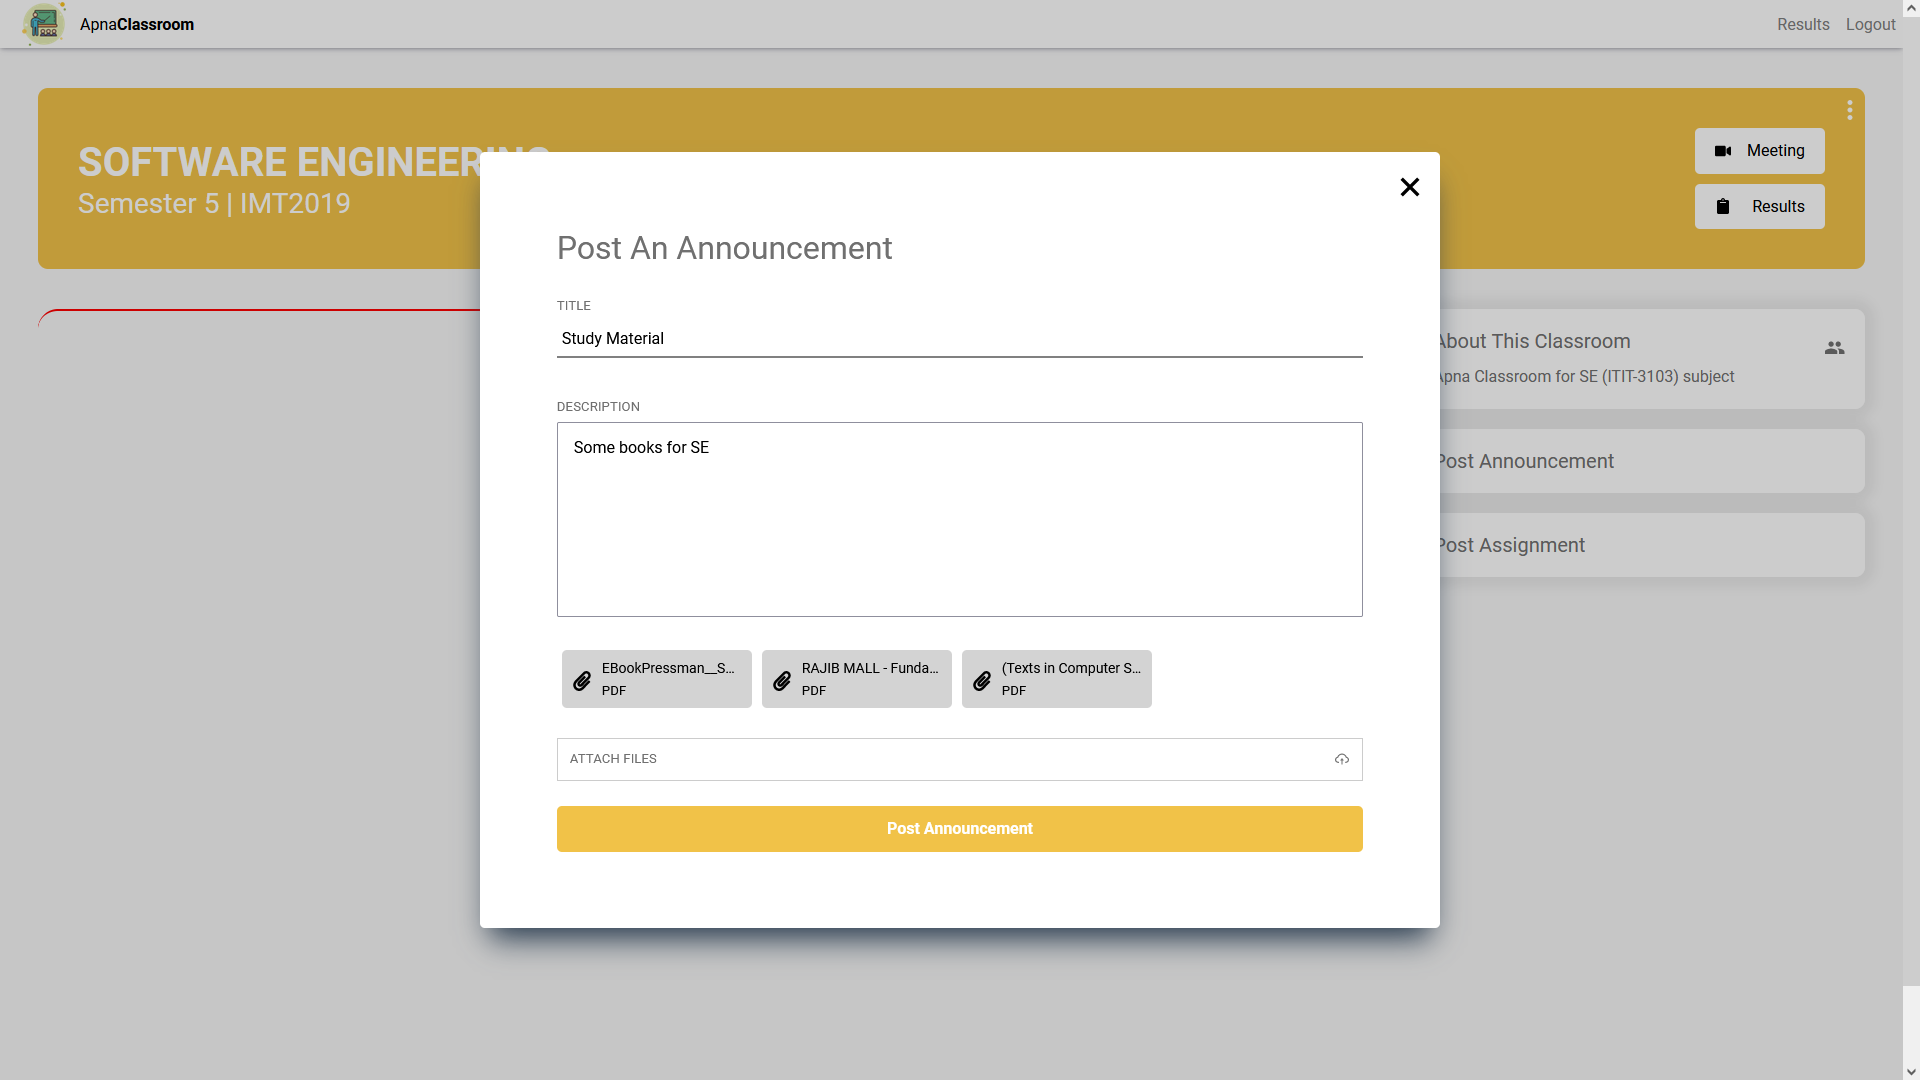 ApnaClassroom
Results
Logout
SOFTWARE ENGINEERING
Semester 5 | IMT2019
Meeting
Results
Post An Announcement
TITLE
Study Material
DESCRIPTION
Some books for SE
EBookPressman__S...
PDF
RAJIB MALL - Funda...
PDF
(Texts in Computer S...
PDF
ATTACH FILES
Post Announcement
About This Classroom
Apna Classroom for SE (ITIT-3103) subject
Post Announcement
Post Assignment